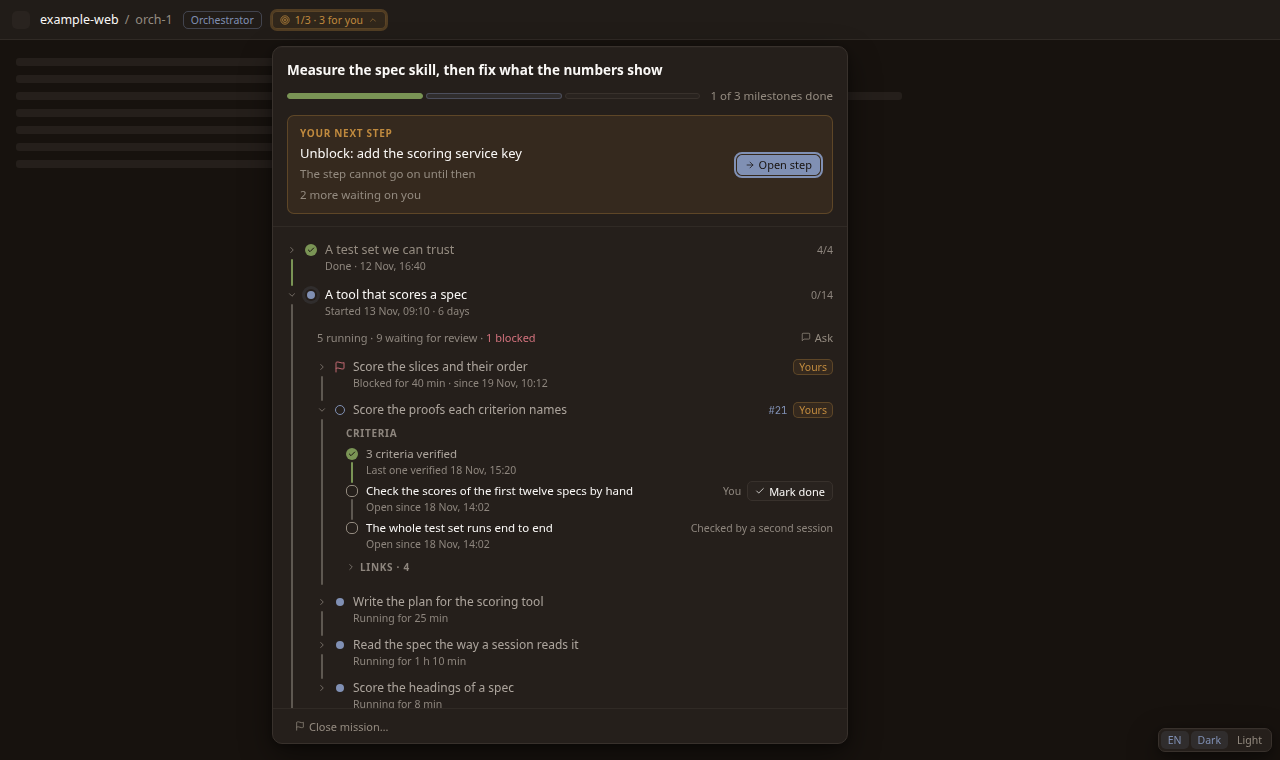 example-web / orch-1 Orchestrator 1/3 · 3 for you
Measure the spec skill, then fix what the numbers show
1 of 3 milestones done
YOUR NEXT STEP
Unblock: add the scoring service key
The step cannot go on until then
2 more waiting on you
→ Open step
A test set we can trust 4/4
Done · 12 Nov, 16:40
A tool that scores a spec 0/14
Started 13 Nov, 09:10 · 6 days
5 running · 9 waiting for review · 1 blocked Ask
Score the slices and their order Yours
Blocked for 40 min · since 19 Nov, 10:12
Score the proofs each criterion names #21 Yours
CRITERIA
3 criteria verified
Last one verified 18 Nov, 15:20
Check the scores of the first twelve specs by hand You Mark done
Open since 18 Nov, 14:02
The whole test set runs end to end Checked by a second session
Open since 18 Nov, 14:02
LINKS · 4
Write the plan for the scoring tool
Running for 25 min
Read the spec the way a session reads it
Running for 1 h 10 min
Score the headings of a spec
Running for 8 min
Close mission...
EN Dark Light